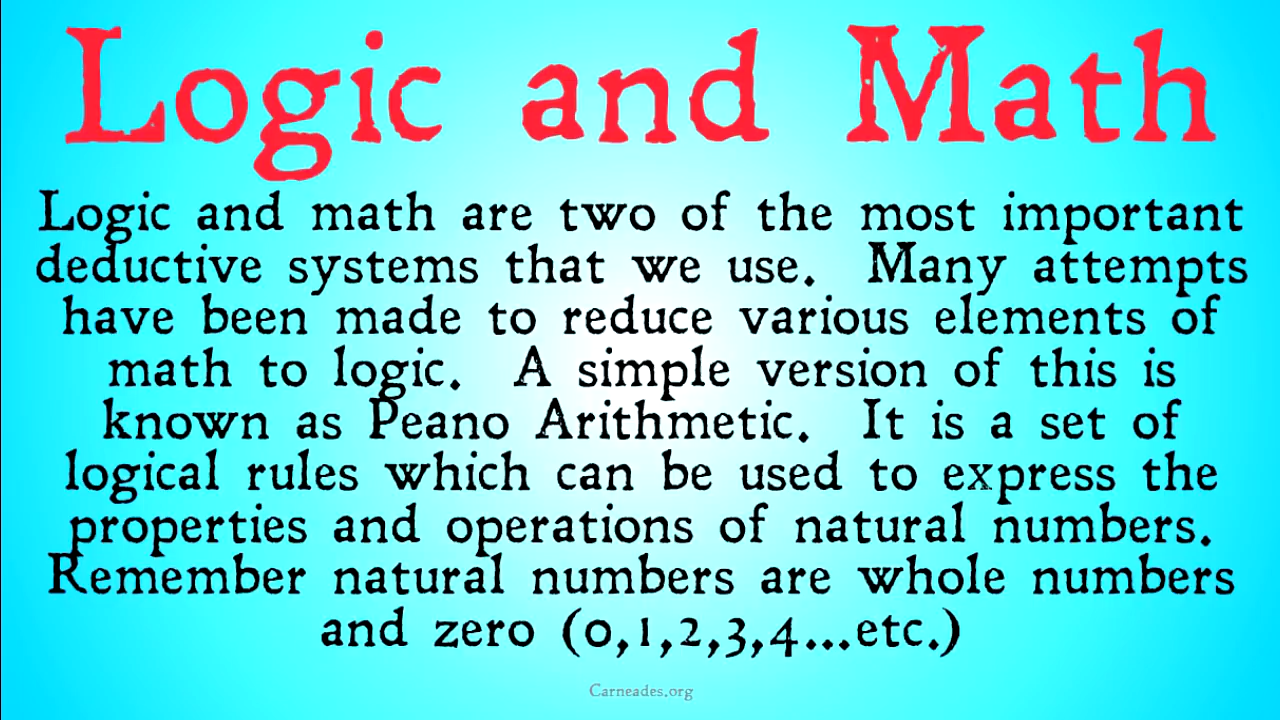 Logic and Math
Logic and math are two of the most important
deductive systems that we use. Many attempts
have been made to reduce various elements of
math to logic. A simple version of this is
known as Peano Arithmetic. It is a set of
logical rules which can be used to express the
properties and operations of natural numbers.
Remember natural numbers are whole numbers
and zero (0,1,2,3,4...etc.)
Carneades.org